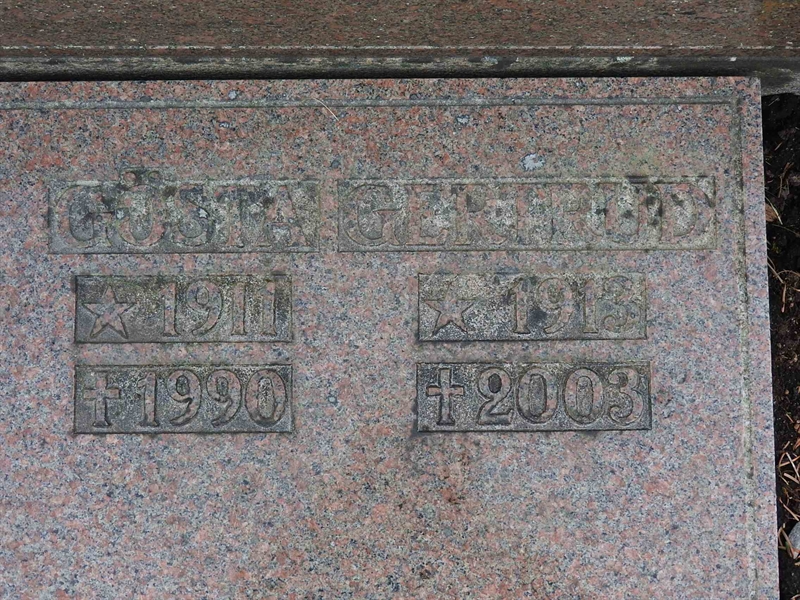 GÖSTA GERTRUD
☆ 1911 ☆ 1913
✝ 1990 ✝ 2003